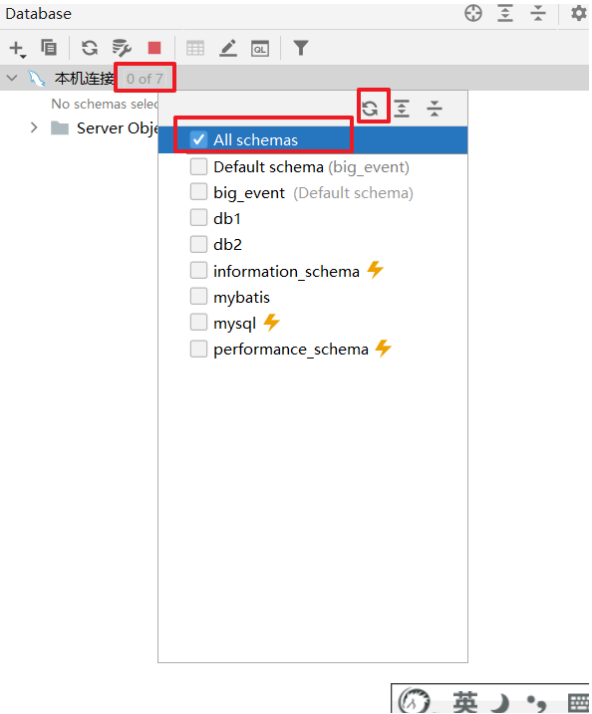 Database
QL
本机连接 0 of 7
No schemas selec
Server Obje
All schemas
Default schema (big_event)
big_event (Default schema)
db1
db2
information_schema
mybatis
mysql
performance_schema
英